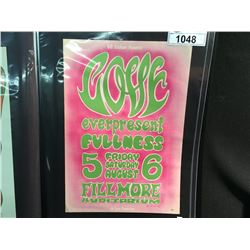 1048
Bill Graham Presents
LOVE
everpresent
FULLNESS
5 FRIDAY SATURDAY 6
AUGUST
FILLMORE
AUDITORIUM